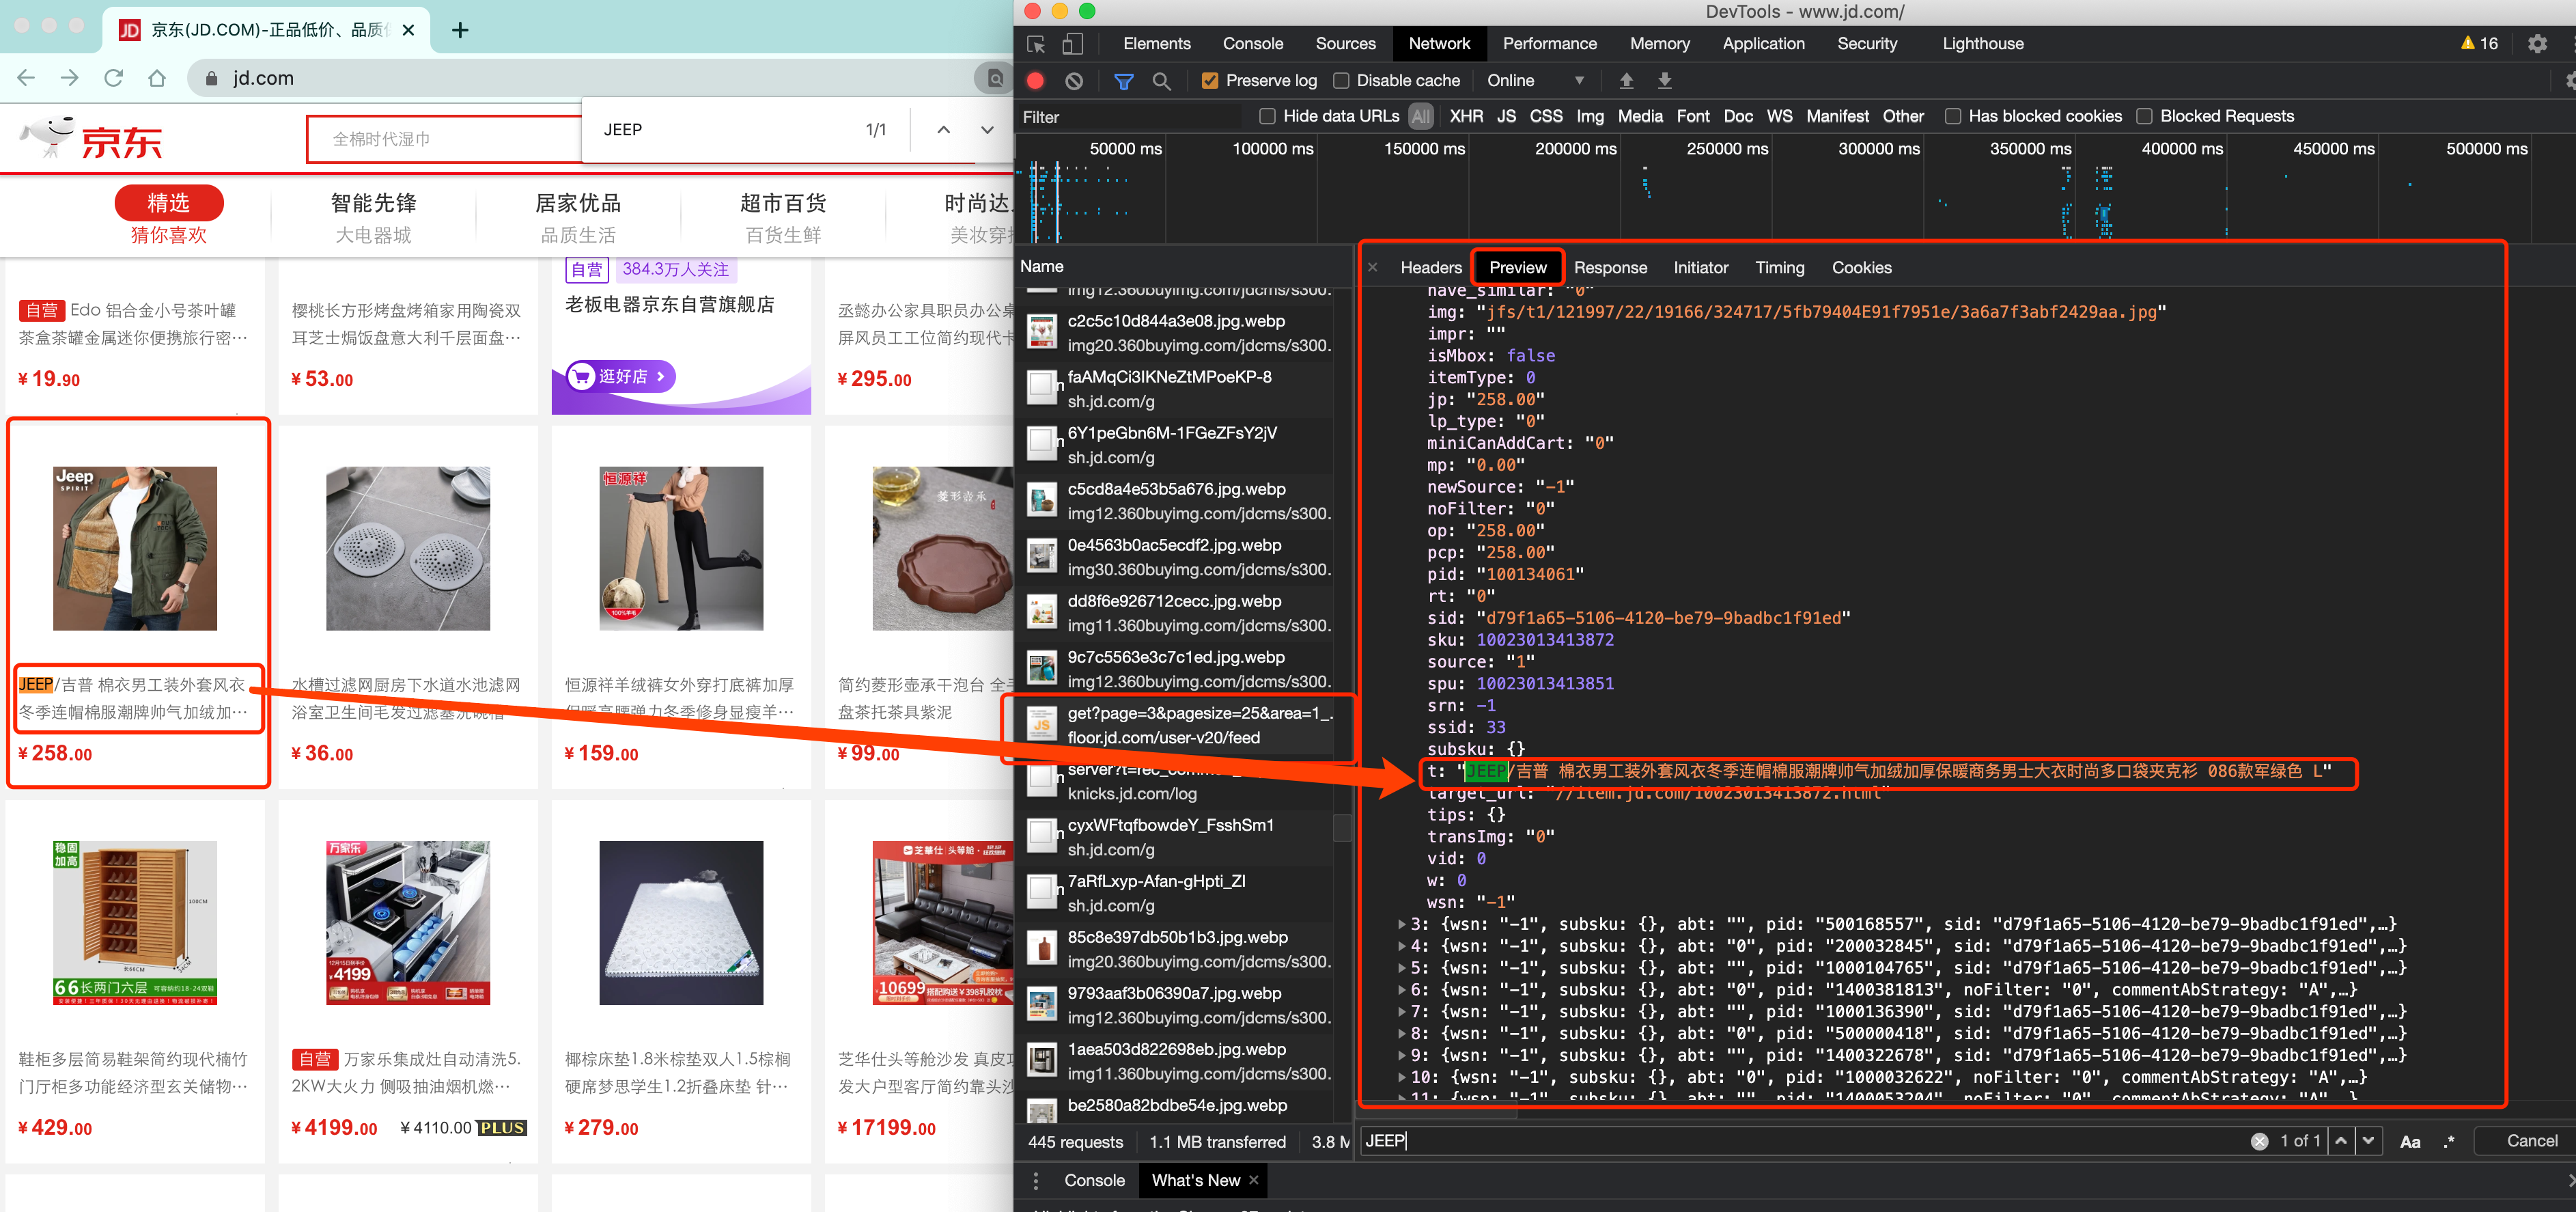 京东(JD.COM)-正品低价、品质
jd.com
JEEP
1/1
京东
全棉时代湿巾
精选
智能先锋
居家优品
超市百货
时尚达
猜你喜欢
大电器城
品质生活
百货生鲜
美妆穿
自营 384.3万人关注
老板电器京东自营旗舰店
逛好店
自营 Edo 铝合金小号茶叶罐
茶盒茶罐金属迷你便携旅行密…
¥ 19.90
樱桃长方形烤盘烤箱家用陶瓷双
耳芝士焗饭盘意大利千层面盘…
¥ 53.00
丞懿办公家具职员办公桌
屏风员工工位简约现代卡
¥ 295.00
Jeep
SPIRIT
JEEP/吉普 棉衣男工装外套风衣
冬季连帽棉服潮牌帅气加绒加…
¥ 258.00
水槽过滤网厨房下水道水池滤网
浴室卫生间毛发过滤塞洗碗槽
¥ 36.00
恒源祥
100%羊毛
恒源祥羊绒裤女外穿打底裤加厚
保暖高腰弹力冬季修身显瘦羊…
¥ 159.00
菱形壶承
简约菱形壶承干泡台 全手
盘茶托茶具紫泥
¥ 99.00
稳固
加高
100CM
长66CM
34CM
66长两门六层 可容纳约18-24双鞋
鞋柜多层简易鞋架简约现代楠竹
门厅柜多功能经济型玄关储物…
¥ 429.00
万家乐
¥4199
自营 万家乐集成灶自动清洗5.
2KW大火力 侧吸抽油烟机燃…
¥ 4199.00 ¥ 4110.00 PLUS
椰棕床垫1.8米棕垫双人1.5棕榈
硬席梦思学生1.2折叠床垫 针…
¥ 279.00
芝华仕 头等舱
10699 搭配购送¥398乳胶枕
芝华仕头等舱沙发 真皮
发大户型客厅简约靠头沙
¥ 17199.00
DevTools - www.jd.com/
Elements Console Sources Network Performance Memory Application Security Lighthouse
16
Preserve log Disable cache Online
Filter Hide data URLs All XHR JS CSS Img Media Font Doc WS Manifest Other Has blocked cookies Blocked Requests
50000 ms 100000 ms 150000 ms 200000 ms 250000 ms 300000 ms 350000 ms 400000 ms 450000 ms 500000 ms
Name
img12.360buyimg.com/jdcms/s300.
c2c5c10d844a3e08.jpg.webp
img20.360buyimg.com/jdcms/s300.
faAMqCi3IKNeZtMPoeKP-8
sh.jd.com/g
6Y1peGbn6M-1FGeZFsY2jV
sh.jd.com/g
c5cd8a4e53b5a676.jpg.webp
img12.360buyimg.com/jdcms/s300.
0e4563b0ac5ecdf2.jpg.webp
img30.360buyimg.com/jdcms/s300.
dd8f6e926712cecc.jpg.webp
img11.360buyimg.com/jdcms/s300.
9c7c5563e3c7c1ed.jpg.webp
img12.360buyimg.com/jdcms/s300.
JS
get?page=3&pagesize=25&area=1_.
floor.jd.com/user-v20/feed
knicks.jd.com/log
cyxWFtqfbowdeY_FsshSm1
sh.jd.com/g
7aRfLxyp-Afan-gHpti_ZI
sh.jd.com/g
85c8e397db50b1b3.jpg.webp
img20.360buyimg.com/jdcms/s300.
9793aaf3b06390a7.jpg.webp
img12.360buyimg.com/jdcms/s300.
1aea503d822698eb.jpg.webp
img11.360buyimg.com/jdcms/s300.
be2580a82bdbe54e.jpg.webp
445 requests 1.1 MB transferred 3.8 M
Headers Preview Response Initiator Timing Cookies
have_similar: "0"
img: "jfs/t1/121997/22/19166/324717/5fb79404E91f7951e/3a6a7f3abf2429aa.jpg"
impr: ""
isMbox: false
itemType: 0
jp: "258.00"
lp_type: "0"
miniCanAddCart: "0"
mp: "0.00"
newSource: "-1"
noFilter: "0"
op: "258.00"
pcp: "258.00"
pid: "100134061"
rt: "0"
sid: "d79f1a65-5106-4120-be79-9badbc1f91ed"
sku: 10023013413872
source: "1"
spu: 10023013413851
srn: -1
ssid: 33
subsku: {}
t: "JEEP/吉普 棉衣男工装外套风衣冬季连帽棉服潮牌帅气加绒加厚保暖商务男士大衣时尚多口袋夹克衫 086款军绿色 L"
target_url: "//item.jd.com/10023013413872.html"
tips: {}
transImg: "0"
vid: 0
w: 0
wsn: "-1"
3: {wsn: "-1", subsku: {}, abt: "", pid: "500168557", sid: "d79f1a65-5106-4120-be79-9badbc1f91ed",…}
4: {wsn: "-1", subsku: {}, abt: "0", pid: "200032845", sid: "d79f1a65-5106-4120-be79-9badbc1f91ed",…}
5: {wsn: "-1", subsku: {}, abt: "", pid: "1000104765", sid: "d79f1a65-5106-4120-be79-9badbc1f91ed",…}
6: {wsn: "-1", subsku: {}, abt: "0", pid: "1400381813", noFilter: "0", commentAbStrategy: "A",…}
7: {wsn: "-1", subsku: {}, abt: "", pid: "1000136390", sid: "d79f1a65-5106-4120-be79-9badbc1f91ed",…}
8: {wsn: "-1", subsku: {}, abt: "0", pid: "500000418", sid: "d79f1a65-5106-4120-be79-9badbc1f91ed",…}
9: {wsn: "-1", subsku: {}, abt: "", pid: "1400322678", sid: "d79f1a65-5106-4120-be79-9badbc1f91ed",…}
10: {wsn: "-1", subsku: {}, abt: "0", pid: "1000032622", noFilter: "0", commentAbStrategy: "A",…}
11: {wsn: "-1", subsku: {}, abt: "0", pid: "1400053204", noFilter: "0", commentAbStrategy: "A",…}
JEEP 1 of 1 Aa .* Cancel
Console What's New